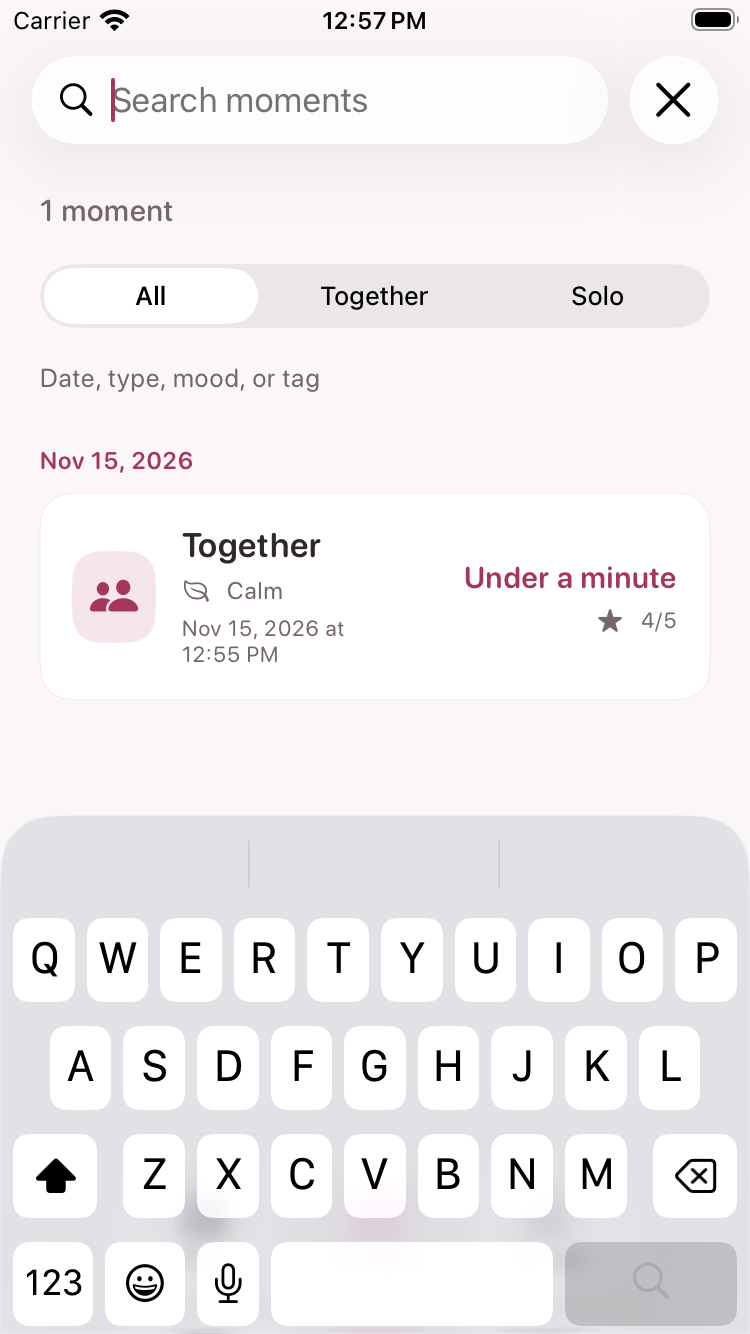 Carrier 12:57 PM
Search moments
1 moment
All Together Solo
Date, type, mood, or tag
Nov 15, 2026
Together
Calm
Nov 15, 2026 at
12:55 PM
Under a minute
4/5
Q W E R T Y U I O P
A S D F G H J K L
Z X C V B N M
123